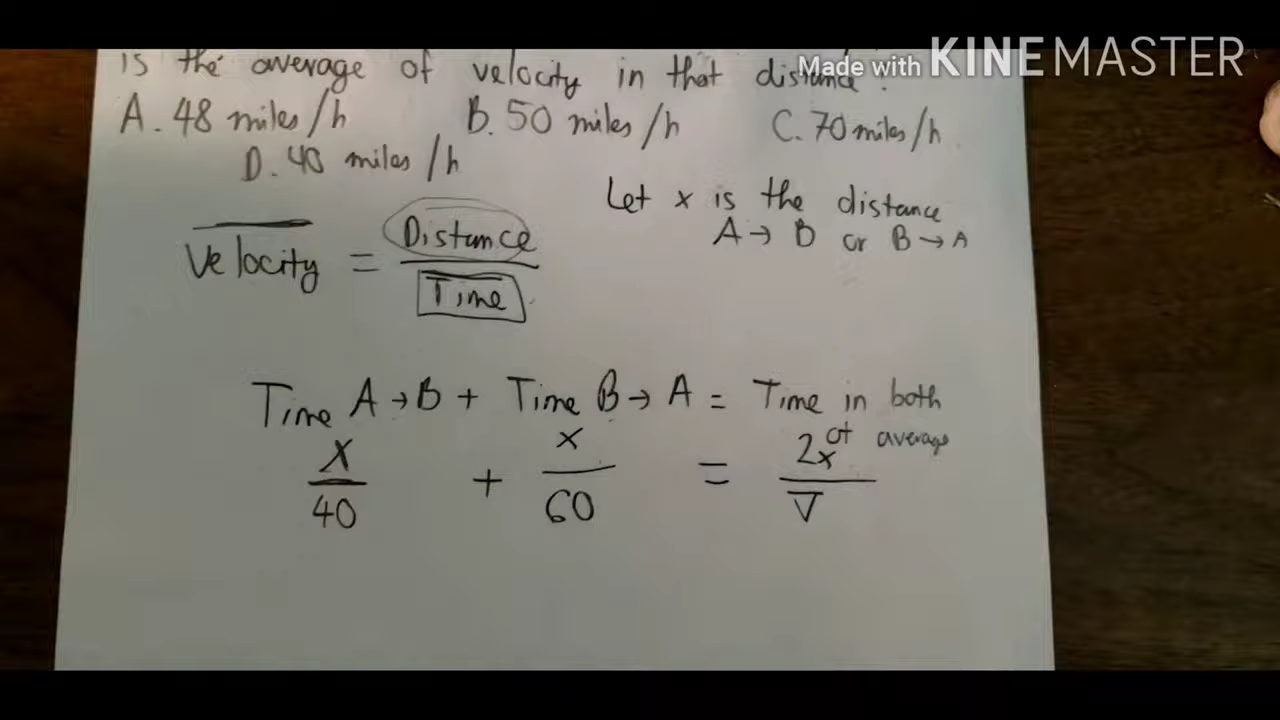 Made with KINEMASTER
is the average of velocity in that distance?
A. 48 miles/h B. 50 miles/h C. 70 miles/h
D. 40 miles/h
Let x is the distance
A → B or B → A
Velocity = Distance
Time
Time A → B + Time B → A = Time in both
of average
x/40 + x/60 = 2x/V̅